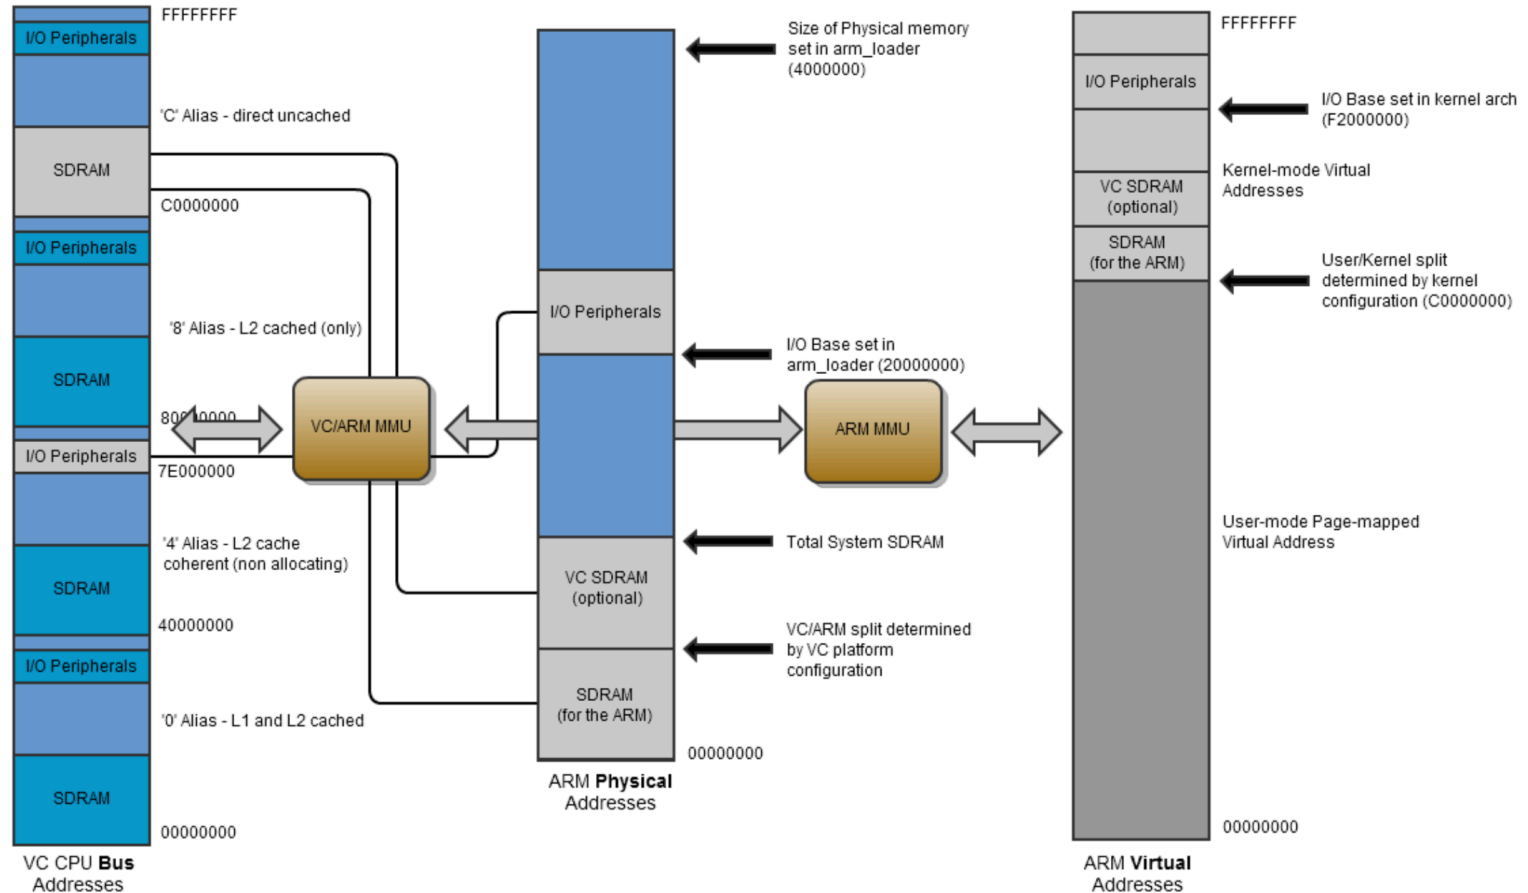 FFFFFFFF
I/O Peripherals
'C' Alias - direct uncached
SDRAM
C0000000
I/O Peripherals
'8' Alias - L2 cached (only)
SDRAM
80000000
I/O Peripherals
7E000000
'4' Alias - L2 cache
coherent (non allocating)
SDRAM
40000000
I/O Peripherals
'0' Alias - L1 and L2 cached
SDRAM
00000000
VC CPU Bus
Addresses
VC/ARM MMU
Size of Physical memory
set in arm_loader
(4000000)
I/O Peripherals
I/O Base set in
arm_loader (20000000)
Total System SDRAM
VC SDRAM
(optional)
VC/ARM split determined
by VC platform
configuration
SDRAM
(for the ARM)
00000000
ARM Physical
Addresses
ARM MMU
FFFFFFFF
I/O Peripherals
I/O Base set in kernel arch
(F2000000)
Kernel-mode Virtual
Addresses
VC SDRAM
(optional)
SDRAM
(for the ARM)
User/Kernel split
determined by kernel
configuration (C0000000)
User-mode Page-mapped
Virtual Address
00000000
ARM Virtual
Addresses